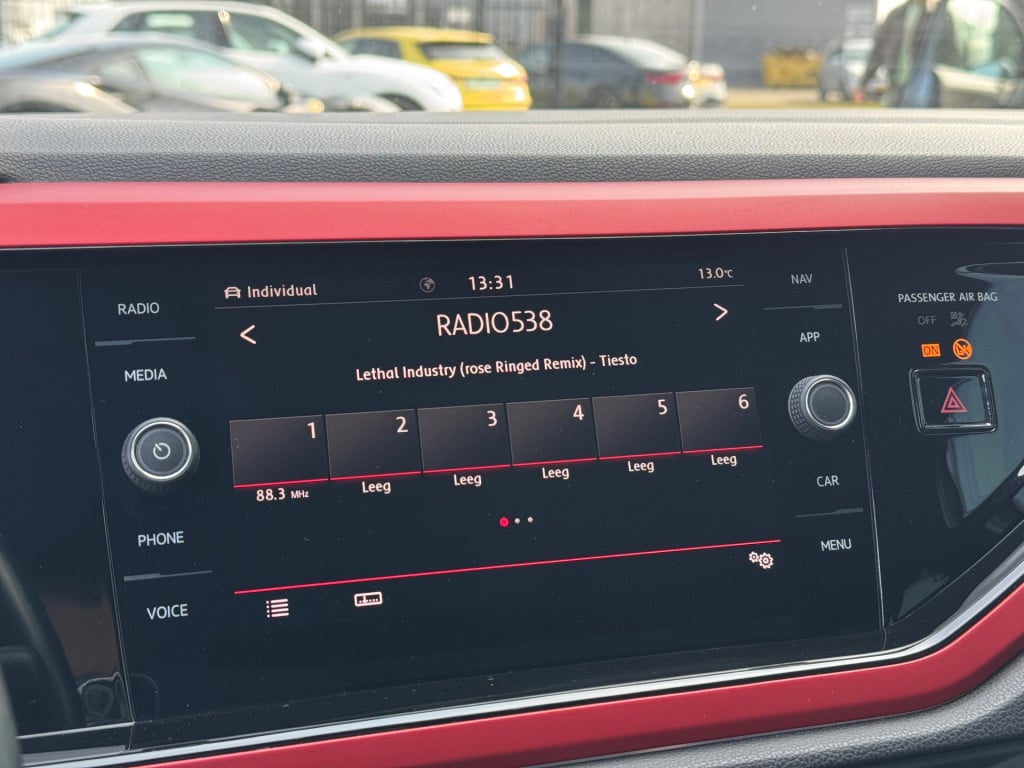 RADIO
MEDIA
PHONE
VOICE
Individual
13:31
13.0°C
<
RADIO538
>
Lethal Industry (rose Ringed Remix) - Tiesto
1 2 3 4 5 6
88.3 MHz Leeg Leeg Leeg Leeg Leeg
NAV
APP
CAR
MENU
PASSENGER AIR BAG
OFF
ON